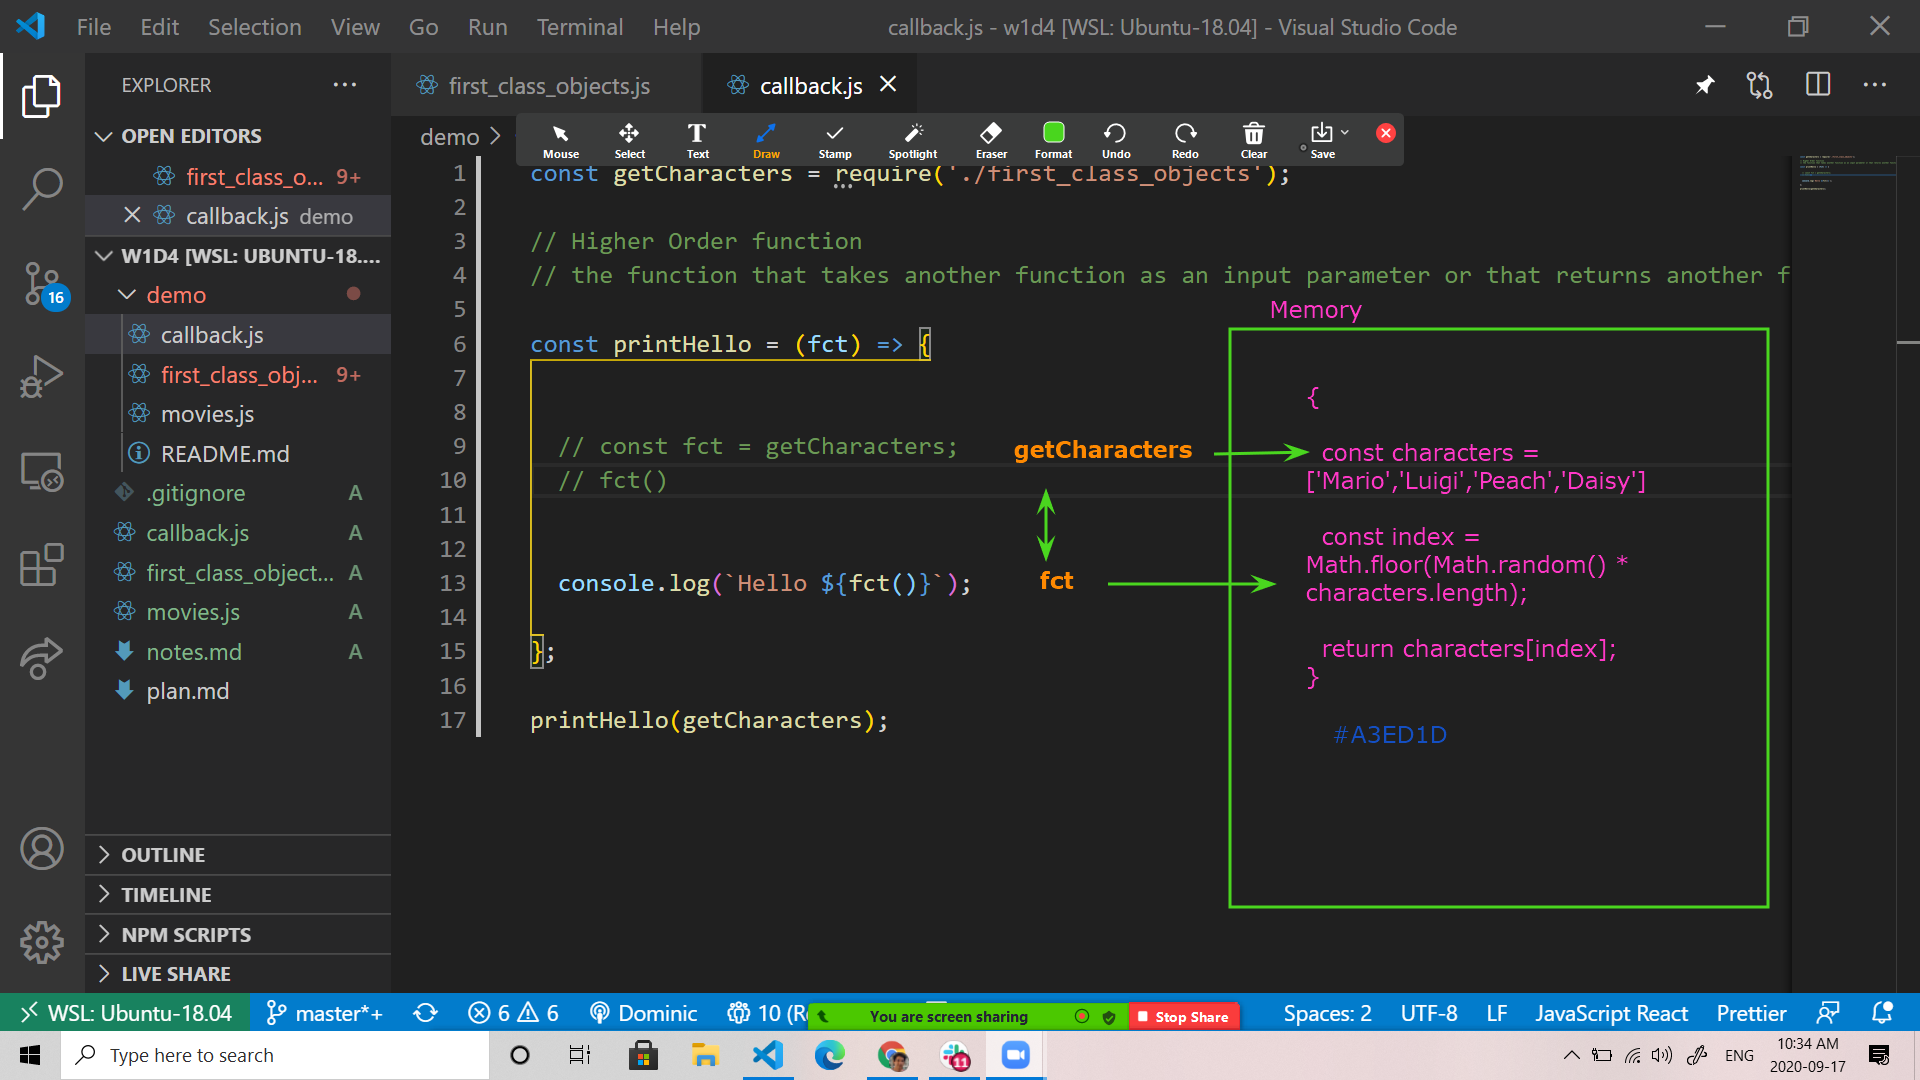 File Edit Selection View Go Run Terminal Help
callback.js - w1d4 [WSL: Ubuntu-18.04] - Visual Studio Code
EXPLORER
first_class_objects.js
callback.js
OPEN EDITORS
first_class_o... 9+
callback.js demo
W1D4 [WSL: UBUNTU-18....
demo
callback.js
first_class_obj... 9+
movies.js
README.md
.gitignore A
callback.js A
first_class_object... A
movies.js A
notes.md A
plan.md
OUTLINE
TIMELINE
NPM SCRIPTS
LIVE SHARE
16
demo >
Mouse Select Text Draw Stamp Spotlight Eraser Format Undo Redo Clear Save
1 const getCharacters = require('./first_class_objects');
2
3 // Higher Order function
4 // the function that takes another function as an input parameter or that returns another f
5
6 const printHello = (fct) => {
7
8
9 // const fct = getCharacters;
10 // fct()
11
12
13 console.log(`Hello ${fct()}`);
14
15 };
16
17 printHello(getCharacters);
getCharacters
fct
Memory
{
const characters =
['Mario','Luigi','Peach','Daisy']
const index =
Math.floor(Math.random() *
characters.length);
return characters[index];
}
#A3ED1D
WSL: Ubuntu-18.04 master*+ 6 6 Dominic 10 (R
You are screen sharing Stop Share
Spaces: 2 UTF-8 LF JavaScript React Prettier
Type here to search
11
ENG
10:34 AM
2020-09-17